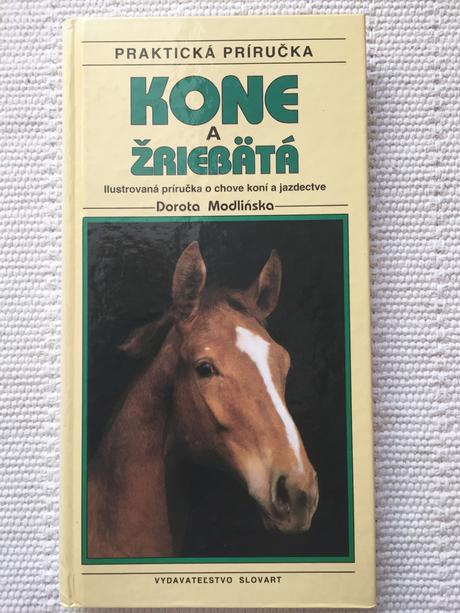 PRAKTICKÁ PRÍRUČKA
KONE
A
ŽRIEBÄTÁ
Ilustrovaná príručka o chove koní a jazdectve
Dorota Modlińska
VYDAVATEĽSTVO SLOVART